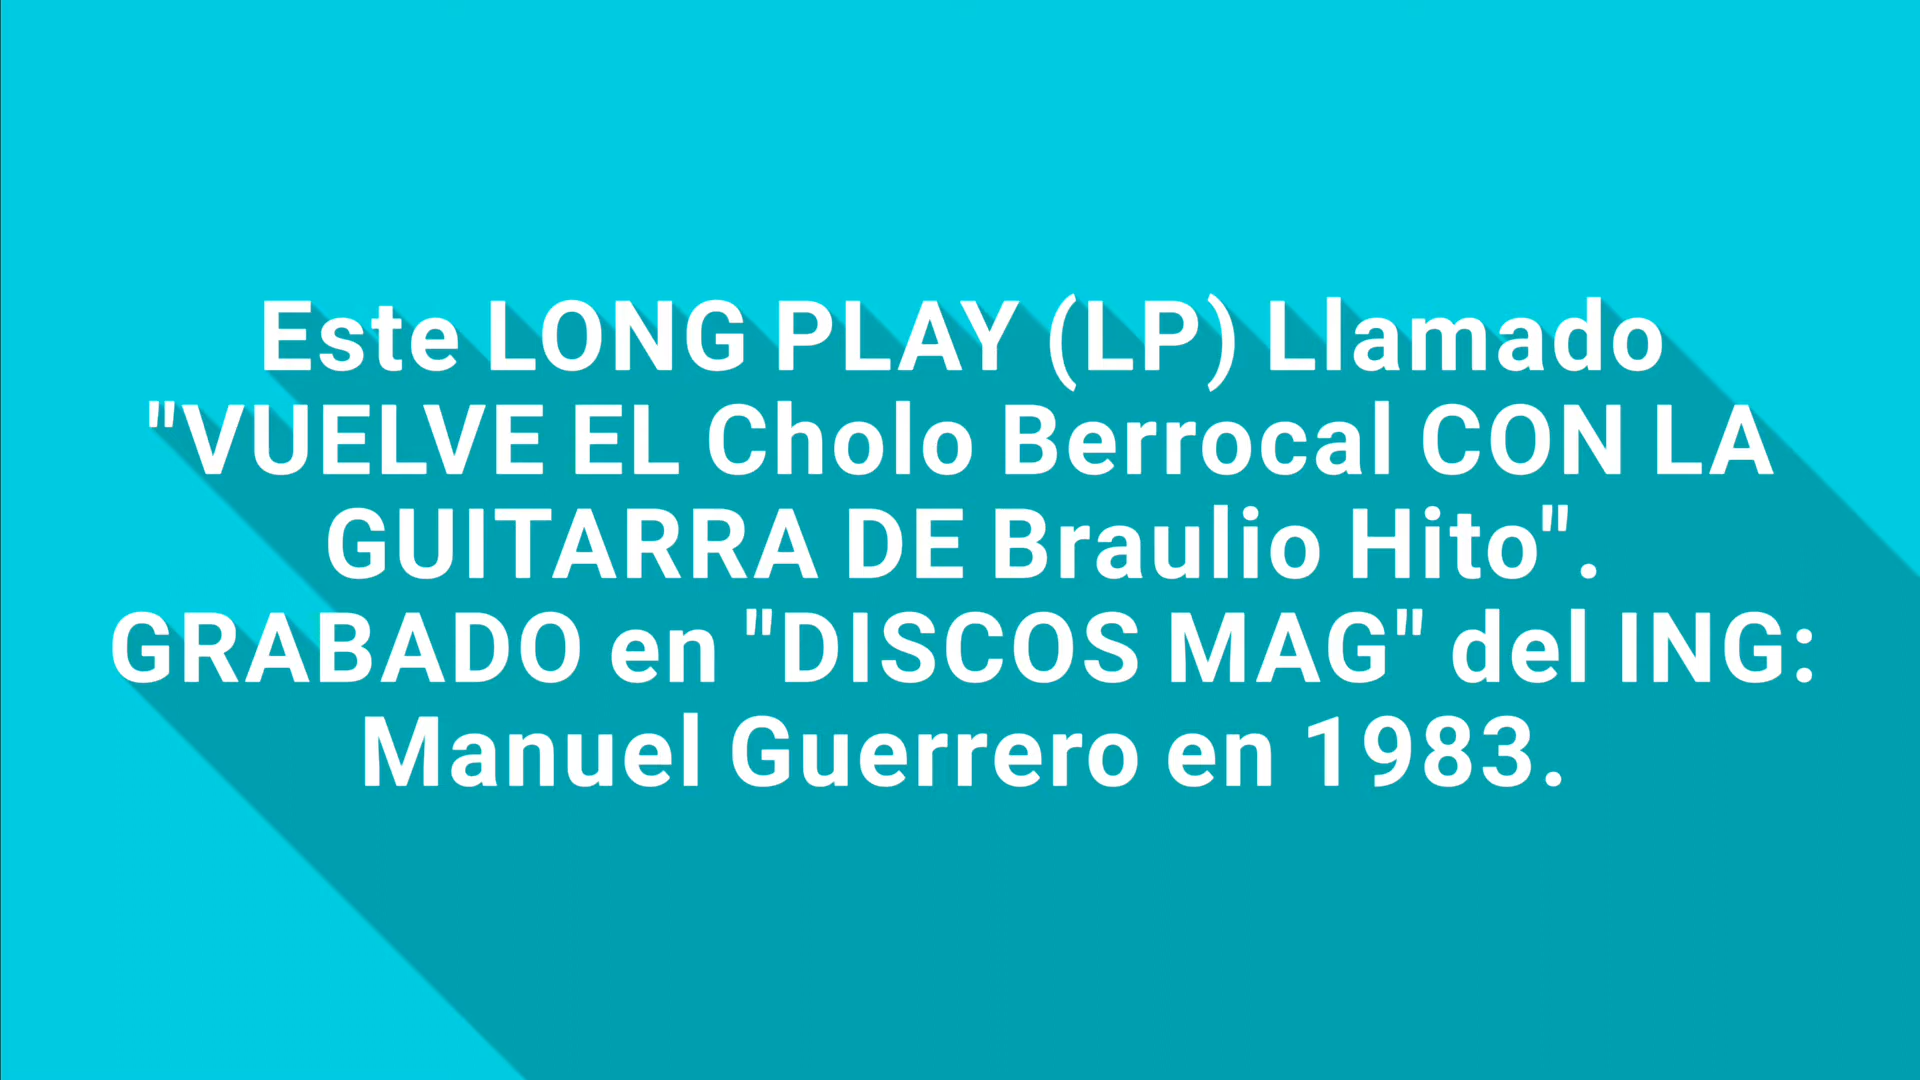 Este LONG PLAY (LP) Llamado
"VUELVE EL Cholo Berrocal CON LA
GUITARRA DE Braulio Hito".
GRABADO en "DISCOS MAG" del ING:
Manuel Guerrero en 1983.